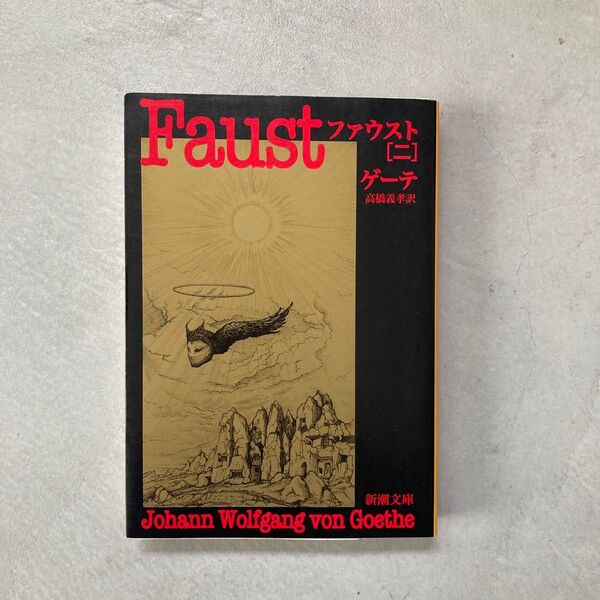 Faust
ファウスト
[二]
ゲーテ
高橋義孝訳
新潮文庫
Johann Wolfgang von Goethe